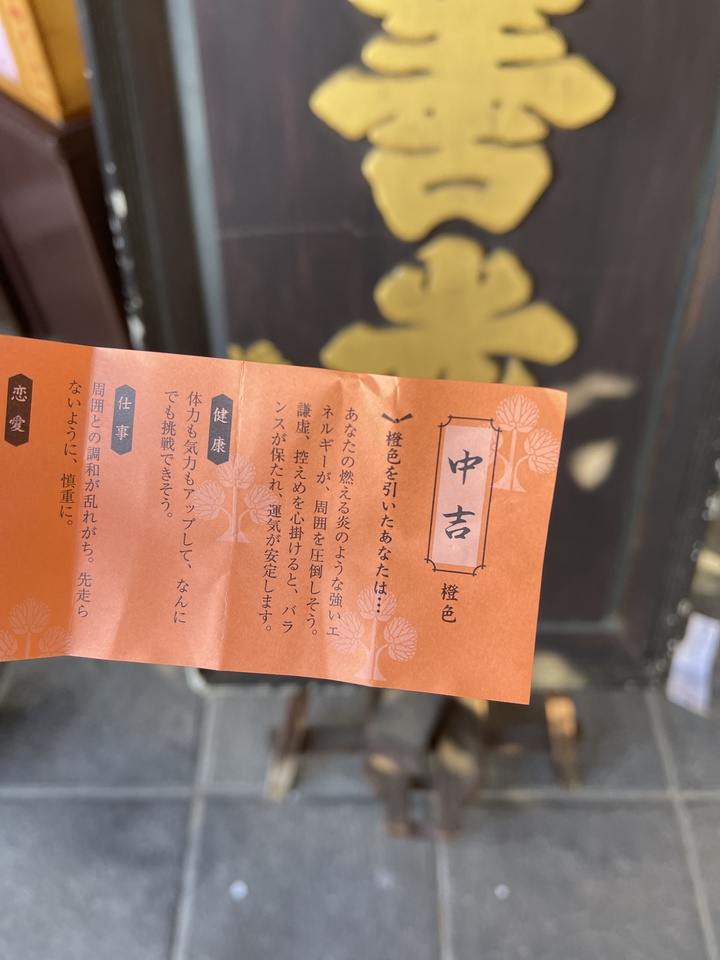 中吉
橙色
橙色を引いたあなたは…
あなたの燃える炎のような強いエ
ネルギーが、周囲を圧倒しそう。
謙虚、控えめを心掛けると、バラ
ンスが保たれ、運気が安定します。
健康
体力も気力もアップして、なんに
でも挑戦できそう。
仕事
周囲との調和が乱れがち。先走ら
ないように、慎重に。
恋愛